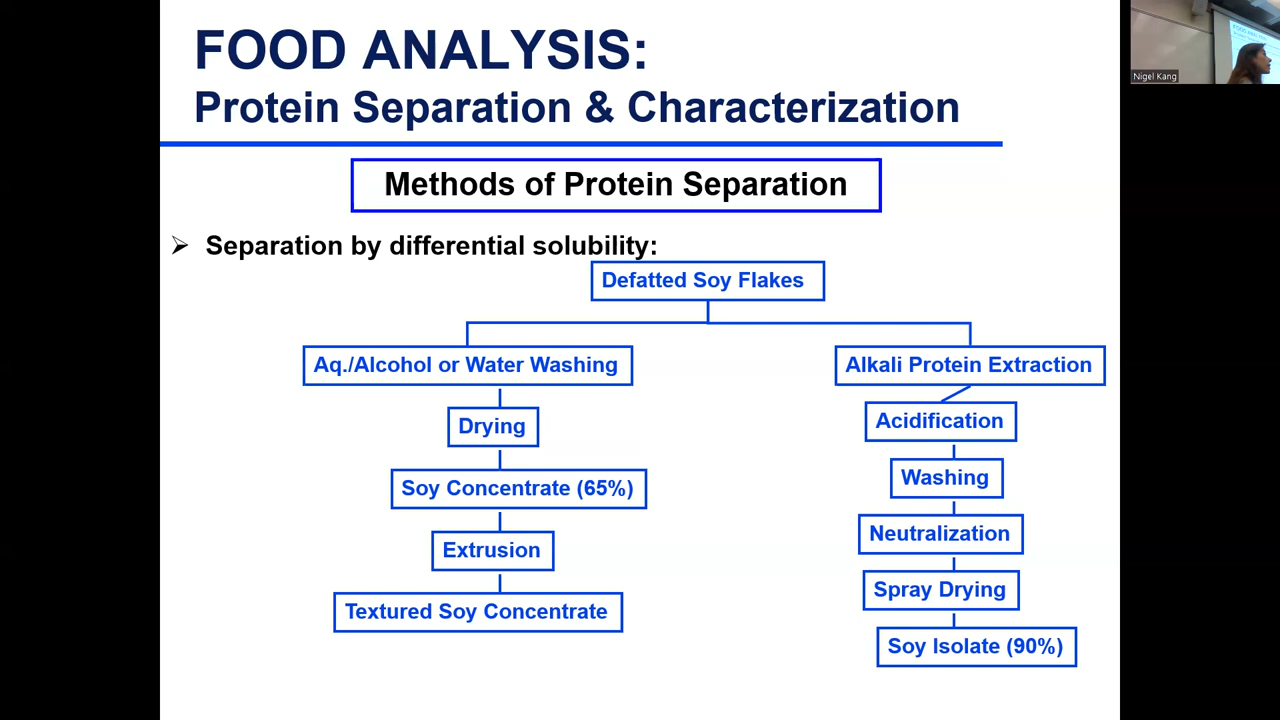 FOOD ANALYSIS:
Protein Separation & Characterization
Methods of Protein Separation
Separation by differential solubility:
Defatted Soy Flakes
Aq./Alcohol or Water Washing
Drying
Soy Concentrate (65%)
Extrusion
Textured Soy Concentrate
Alkali Protein Extraction
Acidification
Washing
Neutralization
Spray Drying
Soy Isolate (90%)
Nigel Kang